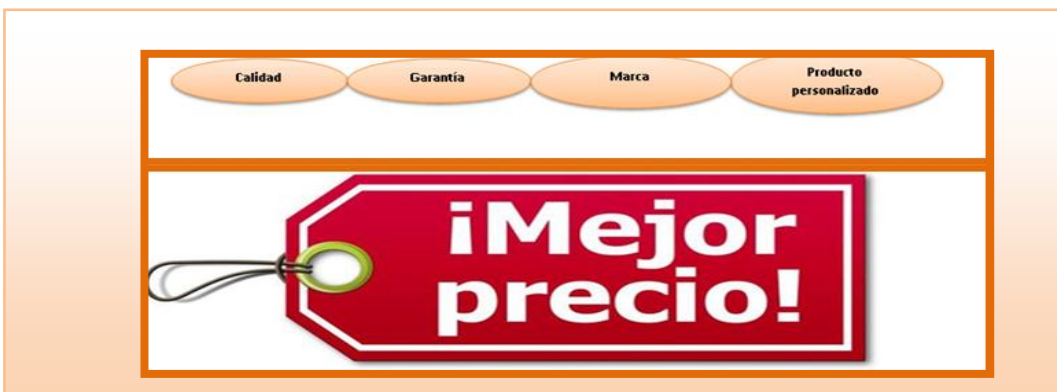 Calidad
Garantía
Marca
Producto
personalizado
¡Mejor
precio!